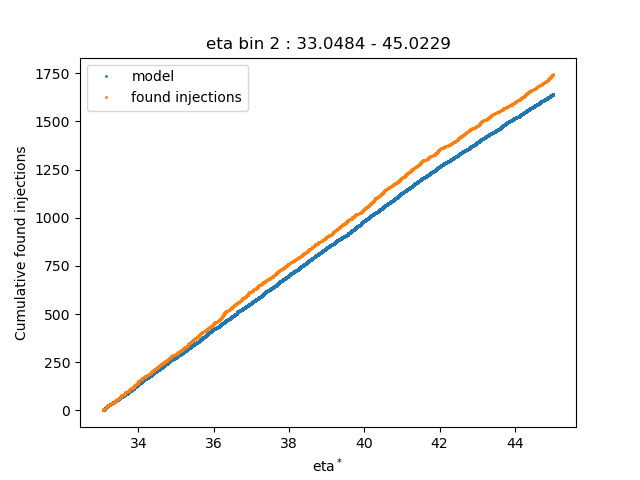 eta bin 2 : 33.0484 - 45.0229
model
found injections
Cumulative found injections
1750
1500
1250
1000
750
500
250
0
34 36 38 40 42 44
eta*